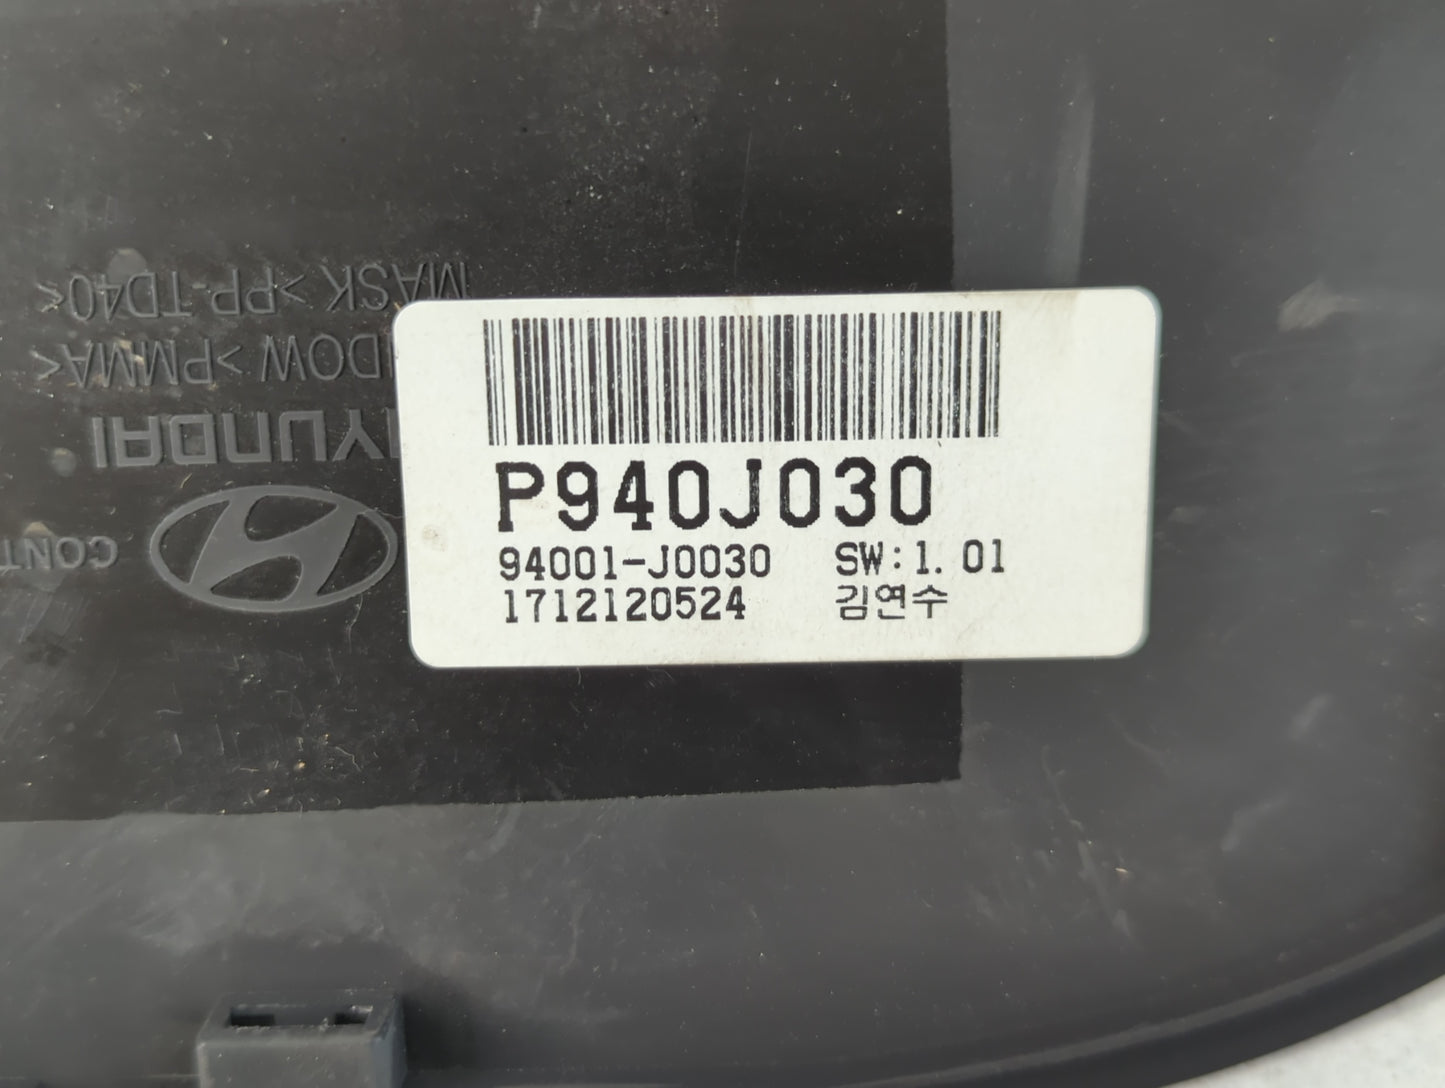 MASK >PP-TD40<
DOW >PMMA<
HYUNDAI
CONT
P940J030
94001-J0030 SW:1.01
1712120524 김연수